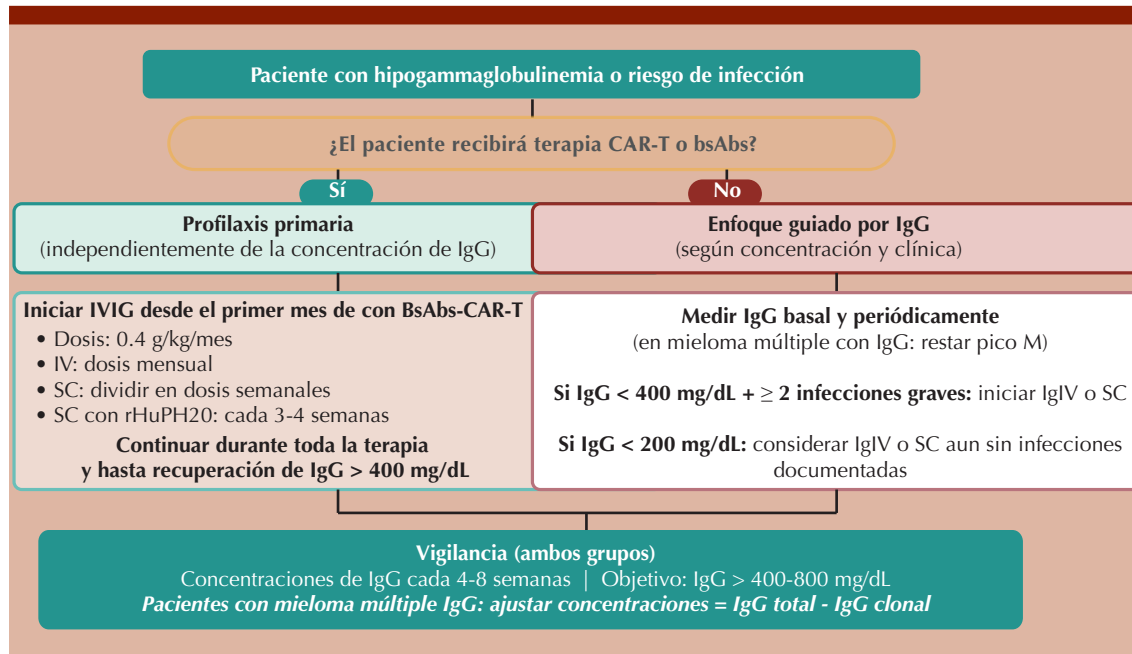 Paciente con hipogammaglobulinemia o riesgo de infección
¿El paciente recibirá terapia CAR-T o bsAbs?
Sí
No
Profilaxis primaria
(independientemente de la concentración de IgG)
Enfoque guiado por IgG
(según concentración y clínica)
Iniciar IVIG desde el primer mes de con BsAbs-CAR-T
• Dosis: 0.4 g/kg/mes
• IV: dosis mensual
• SC: dividir en dosis semanales
• SC con rHuPH20: cada 3-4 semanas
Continuar durante toda la terapia
y hasta recuperación de IgG > 400 mg/dL
Medir IgG basal y periódicamente
(en mieloma múltiple con IgG: restar pico M)
Si IgG < 400 mg/dL + ≥ 2 infecciones graves: iniciar IgIV o SC
Si IgG < 200 mg/dL: considerar IgIV o SC aun sin infecciones
documentadas
Vigilancia (ambos grupos)
Concentraciones de IgG cada 4-8 semanas | Objetivo: IgG > 400-800 mg/dL
Pacientes con mieloma múltiple IgG: ajustar concentraciones = IgG total - IgG clonal